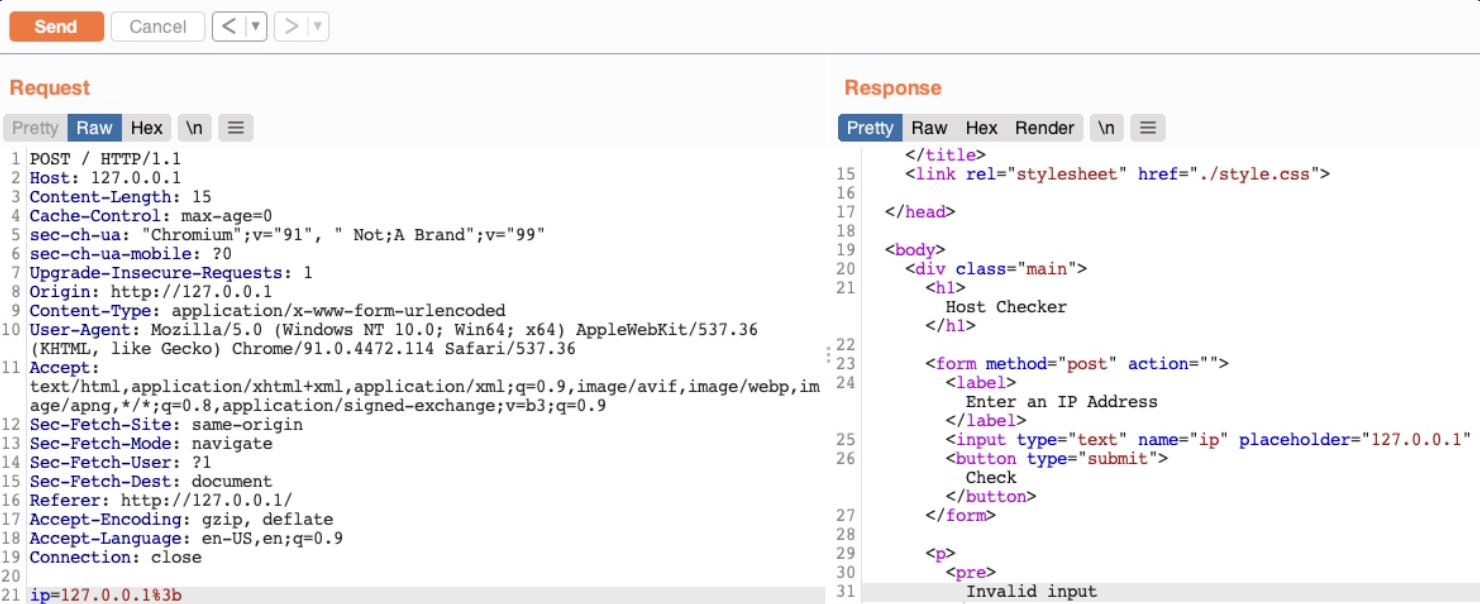 Send Cancel < ▼ > ▼
Request
Pretty Raw Hex \n ☰
1 POST / HTTP/1.1
2 Host: 127.0.0.1
3 Content-Length: 15
4 Cache-Control: max-age=0
5 sec-ch-ua: "Chromium";v="91", " Not;A Brand";v="99"
6 sec-ch-ua-mobile: ?0
7 Upgrade-Insecure-Requests: 1
8 Origin: http://127.0.0.1
9 Content-Type: application/x-www-form-urlencoded
10 User-Agent: Mozilla/5.0 (Windows NT 10.0; Win64; x64) AppleWebKit/537.36
(KHTML, like Gecko) Chrome/91.0.4472.114 Safari/537.36
11 Accept:
text/html,application/xhtml+xml,application/xml;q=0.9,image/avif,image/webp,im
age/apng,*/*;q=0.8,application/signed-exchange;v=b3;q=0.9
12 Sec-Fetch-Site: same-origin
13 Sec-Fetch-Mode: navigate
14 Sec-Fetch-User: ?1
15 Sec-Fetch-Dest: document
16 Referer: http://127.0.0.1/
17 Accept-Encoding: gzip, deflate
18 Accept-Language: en-US,en;q=0.9
19 Connection: close
20
21 ip=127.0.0.1%3b
Response
Pretty Raw Hex Render \n ☰
</title>
15 <link rel="stylesheet" href="./style.css">
16
17 </head>
18
19 <body>
20 <div class="main">
21 <h1>
Host Checker
</h1>
22
23 <form method="post" action="">
24 <label>
Enter an IP Address
</label>
25 <input type="text" name="ip" placeholder="127.0.0.1"
26 <button type="submit">
Check
</button>
27 </form>
28
29 <p>
30 <pre>
31 Invalid input